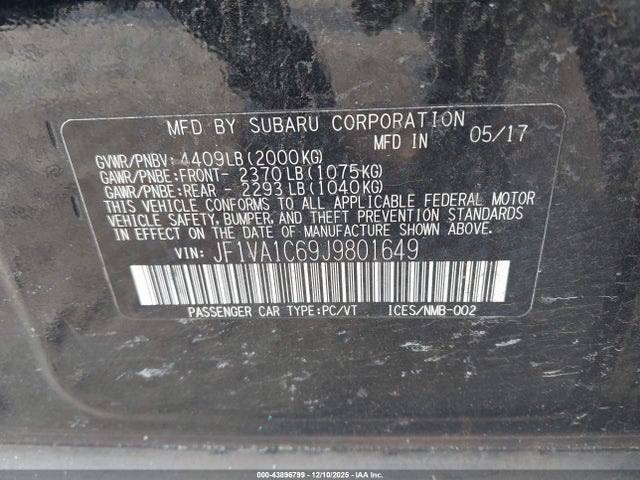 MFD BY SUBARU CORPORATION
MFD IN 05/17
GVWR/PNBV: 4409LB(2000KG)
GAWR/PNBE:FRONT- 2370LB(1075KG)
GAWR/PNBE:REAR - 2293LB(1040KG)
THIS VEHICLE CONFORMS TO ALL APPLICABLE FEDERAL MOTOR
VEHICLE SAFETY, BUMPER, AND THEFT PREVENTION STANDARDS
IN EFFECT ON THE DATE OF MANUFACTURE SHOWN ABOVE.
VIN: JF1VA1C69J9801649
PASSENGER CAR TYPE:PC/VT ICES/NMB-002
000-43896799 - 12/10/2025 - IAAI.COM